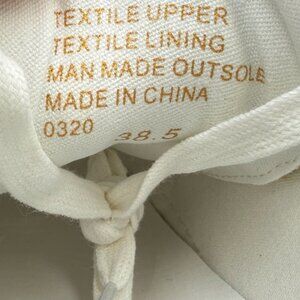 TEXTILE UPPER
TEXTILE LINING
MAN MADE OUTSOLE
MADE IN CHINA
0320 38.5